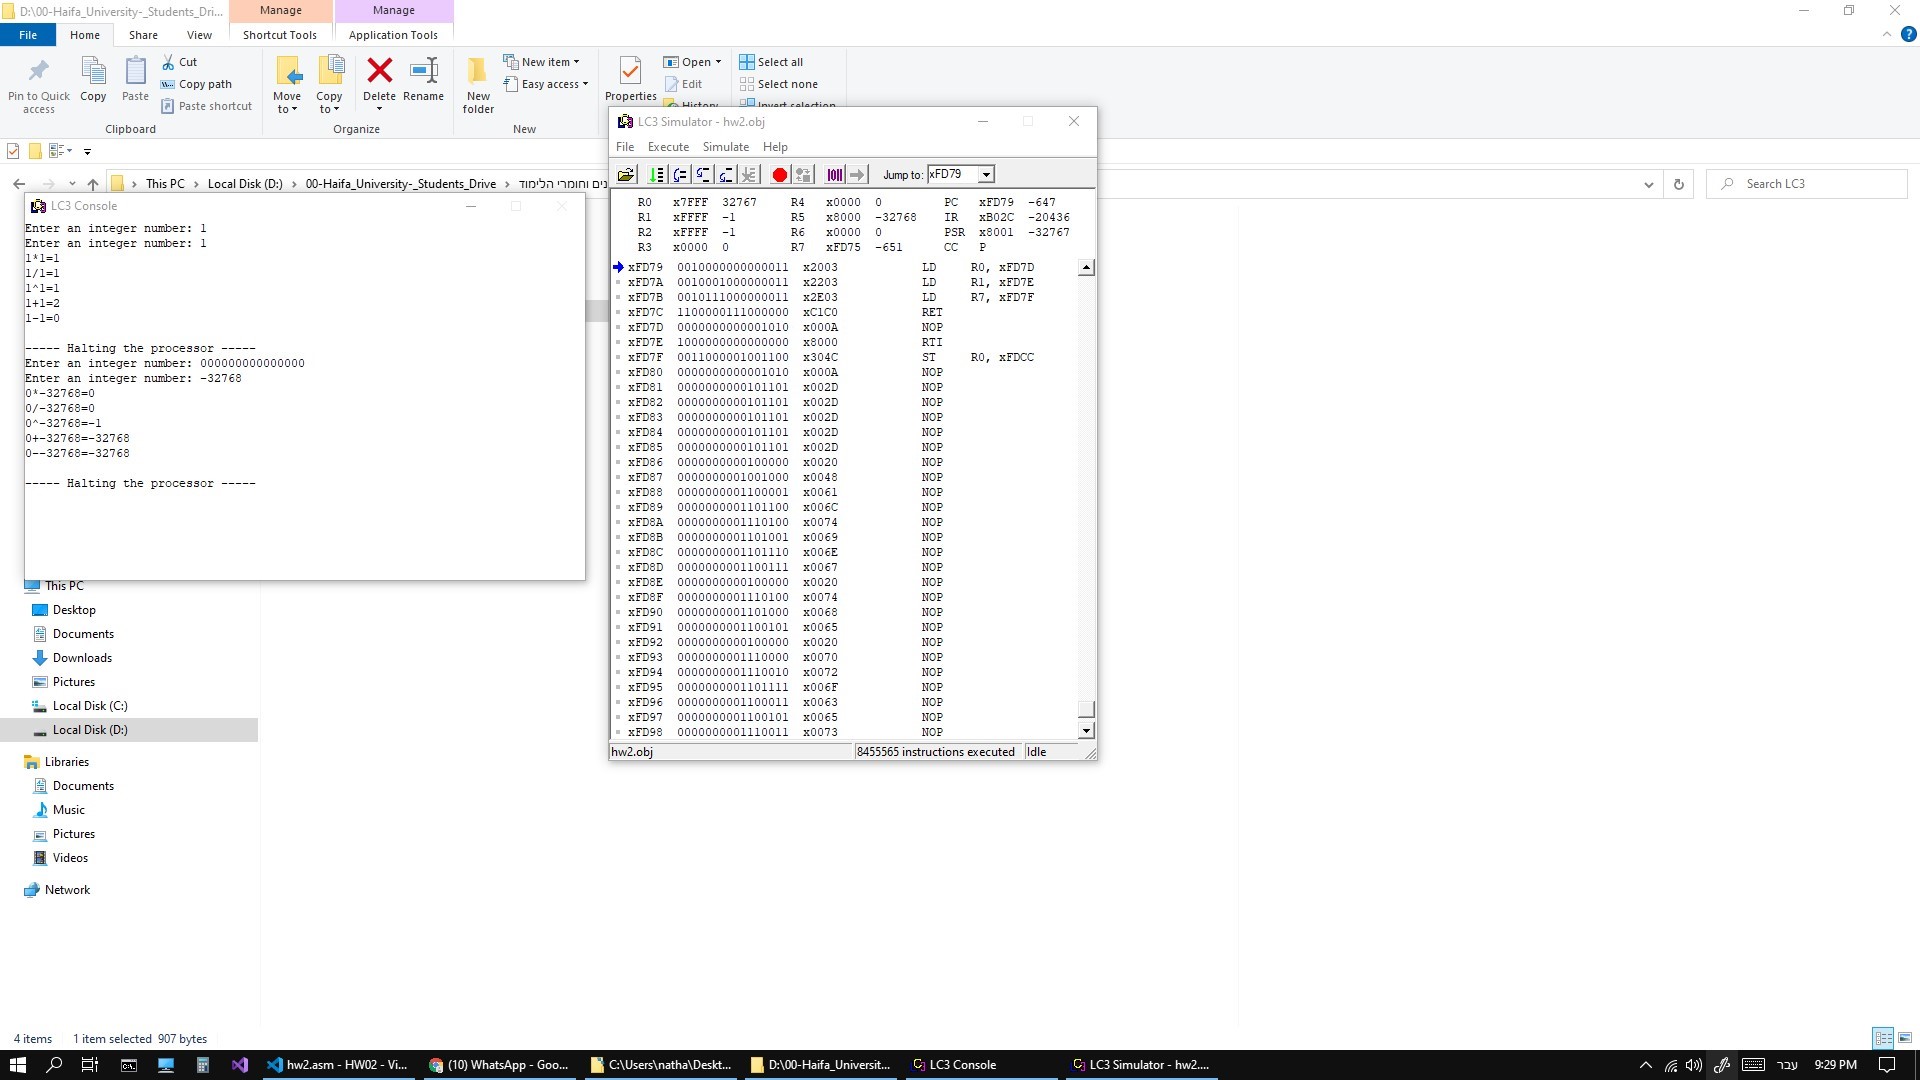 D:\00-Haifa_University-_Students_Dri...
Manage
Manage
File
Home
Share
View
Shortcut Tools
Application Tools
Pin to Quick access
Copy
Paste
Cut
Copy path
Paste shortcut
Move to
Copy to
Delete
Rename
New folder
New item
Easy access
Properties
Open
Edit
History
Select all
Select none
Invert selection
Clipboard
Organize
New
This PC
Local Disk (D:)
00-Haifa_University-_Students_Drive
וחומרי הלימוד
Search LC3
LC3 Console
Enter an integer number: 1
Enter an integer number: 1
1*1=1
1/1=1
1^1=1
1+1=2
1-1=0
----- Halting the processor -----
Enter an integer number: 000000000000000
Enter an integer number: -32768
0*-32768=0
0/-32768=0
0^-32768=-1
0+-32768=-32768
0--32768=-32768
----- Halting the processor -----
LC3 Simulator - hw2.obj
File Execute Simulate Help
Jump to: xFD79
R0 x7FFF 32767 R4 x0000 0 PC xFD79 -647
R1 xFFFF -1 R5 x8000 -32768 IR xB02C -20436
R2 xFFFF -1 R6 x0000 0 PSR x8001 -32767
R3 x0000 0 R7 xFD75 -651 CC P
xFD79 0010000000000011 x2003 LD R0, xFD7D
xFD7A 0010001000000011 x2203 LD R1, xFD7E
xFD7B 0010111000000011 x2E03 LD R7, xFD7F
xFD7C 1100000111000000 xC1C0 RET
xFD7D 0000000000001010 x000A NOP
xFD7E 1000000000000000 x8000 RTI
xFD7F 0011000001001100 x304C ST R0, xFDCC
xFD80 0000000000001010 x000A NOP
xFD81 0000000000101101 x002D NOP
xFD82 0000000000101101 x002D NOP
xFD83 0000000000101101 x002D NOP
xFD84 0000000000101101 x002D NOP
xFD85 0000000000101101 x002D NOP
xFD86 0000000000100000 x0020 NOP
xFD87 0000000001001000 x0048 NOP
xFD88 0000000001100001 x0061 NOP
xFD89 0000000001101100 x006C NOP
xFD8A 0000000001110100 x0074 NOP
xFD8B 0000000001101001 x0069 NOP
xFD8C 0000000001101110 x006E NOP
xFD8D 0000000001100111 x0067 NOP
xFD8E 0000000000100000 x0020 NOP
xFD8F 0000000001110100 x0074 NOP
xFD90 0000000001101000 x0068 NOP
xFD91 0000000001100101 x0065 NOP
xFD92 0000000000100000 x0020 NOP
xFD93 0000000001110000 x0070 NOP
xFD94 0000000001110010 x0072 NOP
xFD95 0000000001101111 x006F NOP
xFD96 0000000001100011 x0063 NOP
xFD97 0000000001100101 x0065 NOP
xFD98 0000000001110011 x0073 NOP
hw2.obj 8455565 instructions executed Idle
This PC
Desktop
Documents
Downloads
Pictures
Local Disk (C:)
Local Disk (D:)
Libraries
Documents
Music
Pictures
Videos
Network
4 items 1 item selected 907 bytes
hw2.asm - HW02 - Vi...
(10) WhatsApp - Goo...
C:\Users\natha\Deskt...
D:\00-Haifa_Universit...
LC3 Console
LC3 Simulator - hw2....
עבר
9:29 PM